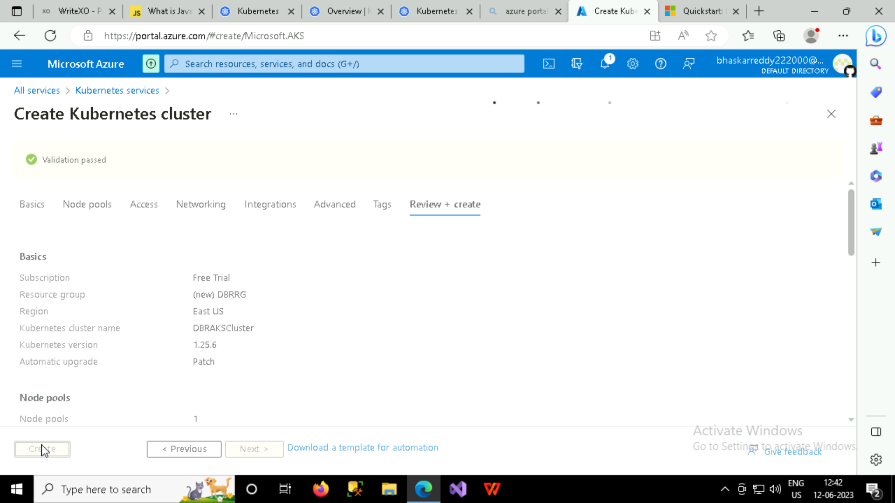 WriteXO - P
What is Java
Kubernetes
Overview |
Kubernetes
azure portal
Create Kube
Quickstart:
https://portal.azure.com/#create/Microsoft.AKS
Microsoft Azure
Search resources, services, and docs (G+/)
1
bhaskarreddy222000@...
DEFAULT DIRECTORY
All services > Kubernetes services >
Create Kubernetes cluster ...
Validation passed
Basics Node pools Access Networking Integrations Advanced Tags Review + create
Basics
Subscription Free Trial
Resource group (new) DBRRG
Region East US
Kubernetes cluster name DBRAKSCluster
Kubernetes version 1.25.6
Automatic upgrade Patch
Node pools
Node pools 1
Create < Previous Next > Download a template for automation
Give feedback
Activate Windows
Go to Settings to activate Windows.
Type here to search
ENG
US
12:42
12-06-2023
2